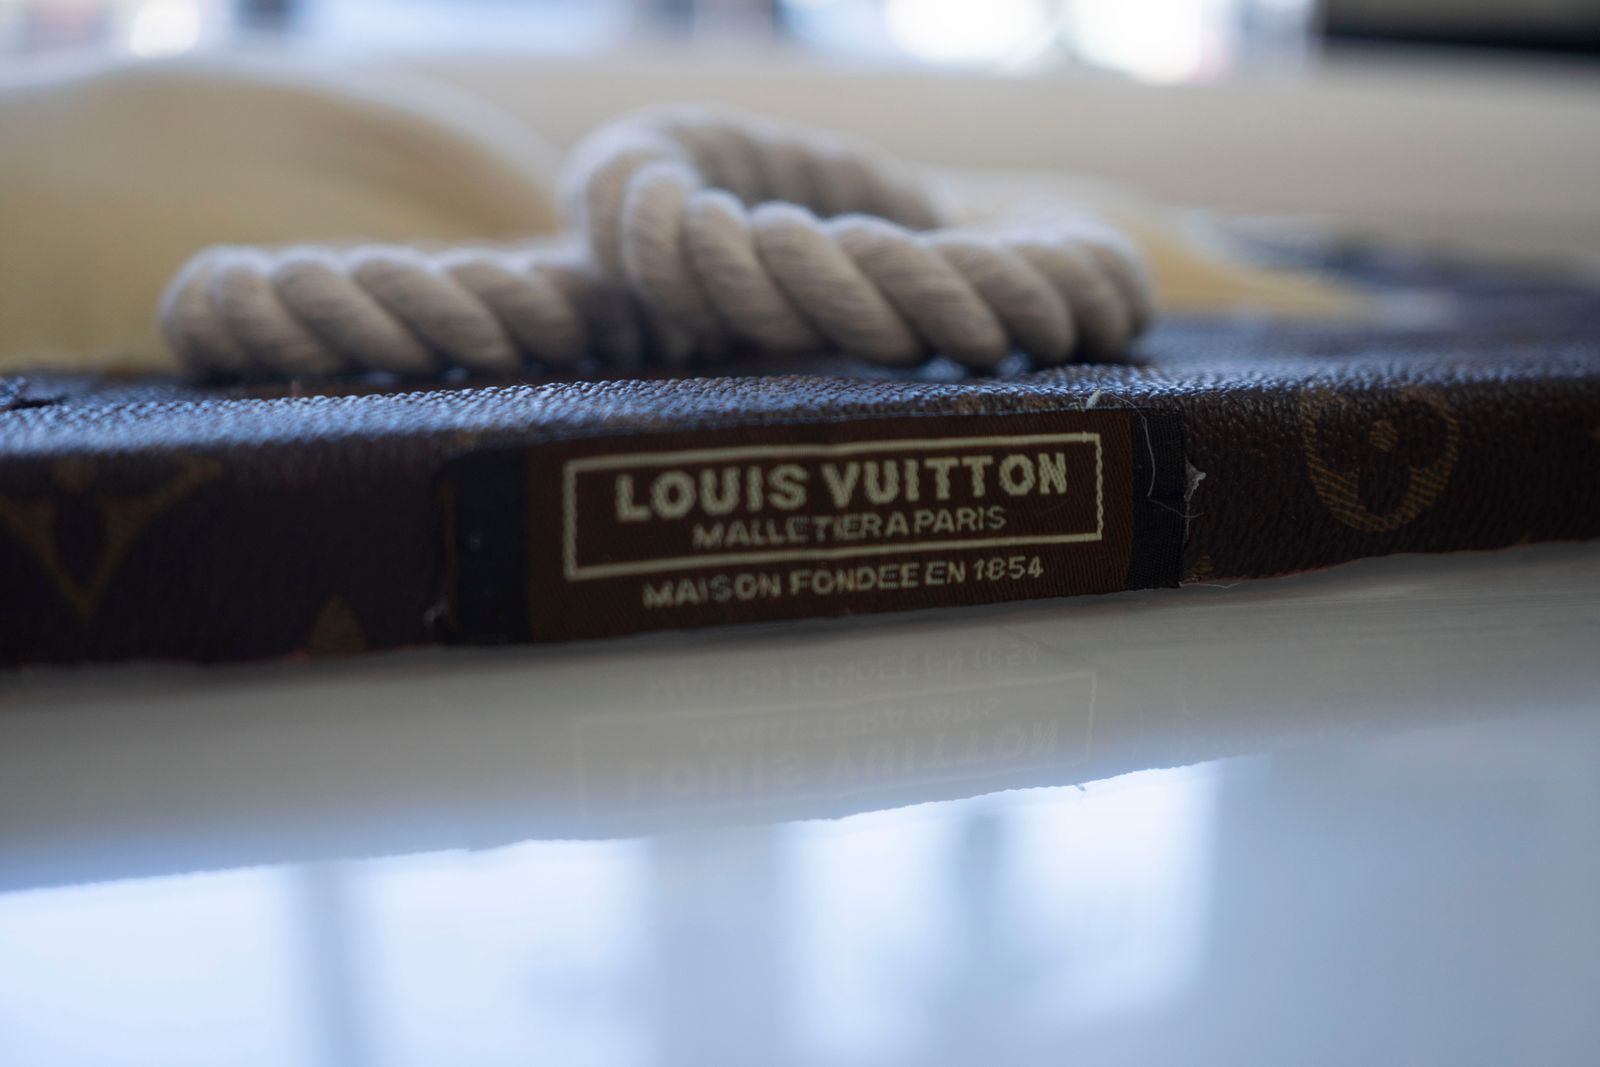 LOUIS VUITTON
MALLETIER A PARIS
MAISON FONDEE EN 1854